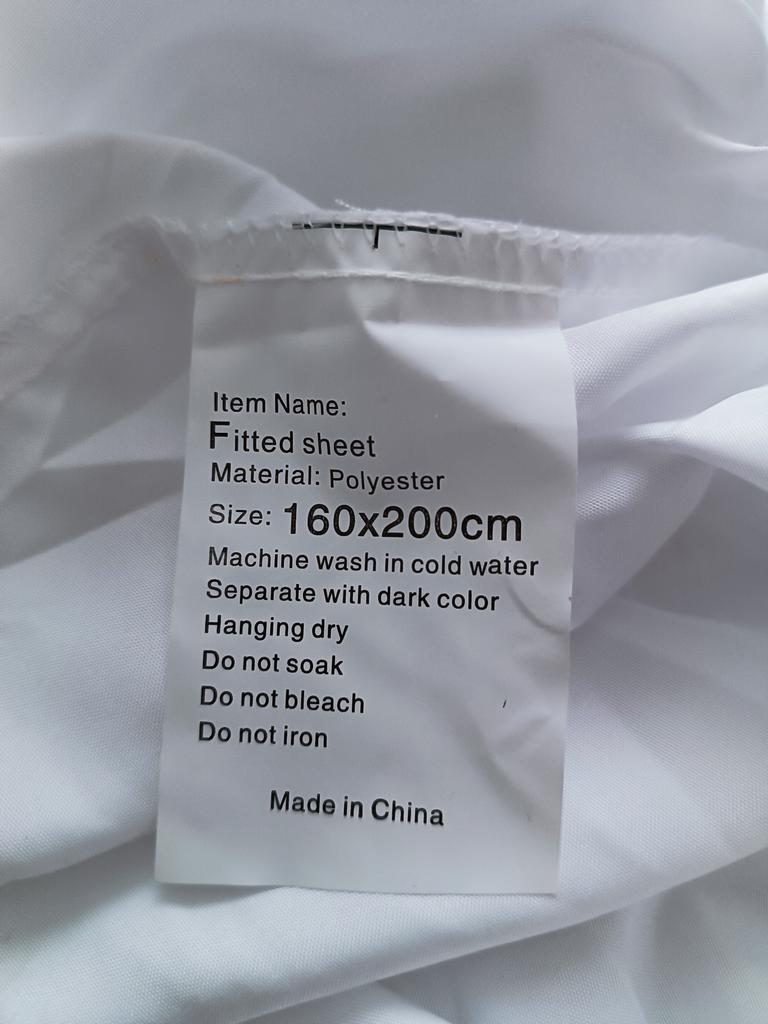 Item Name:
Fitted sheet
Material: Polyester
Size: 160x200cm
Machine wash in cold water
Separate with dark color
Hanging dry
Do not soak
Do not bleach
Do not iron
Made in China